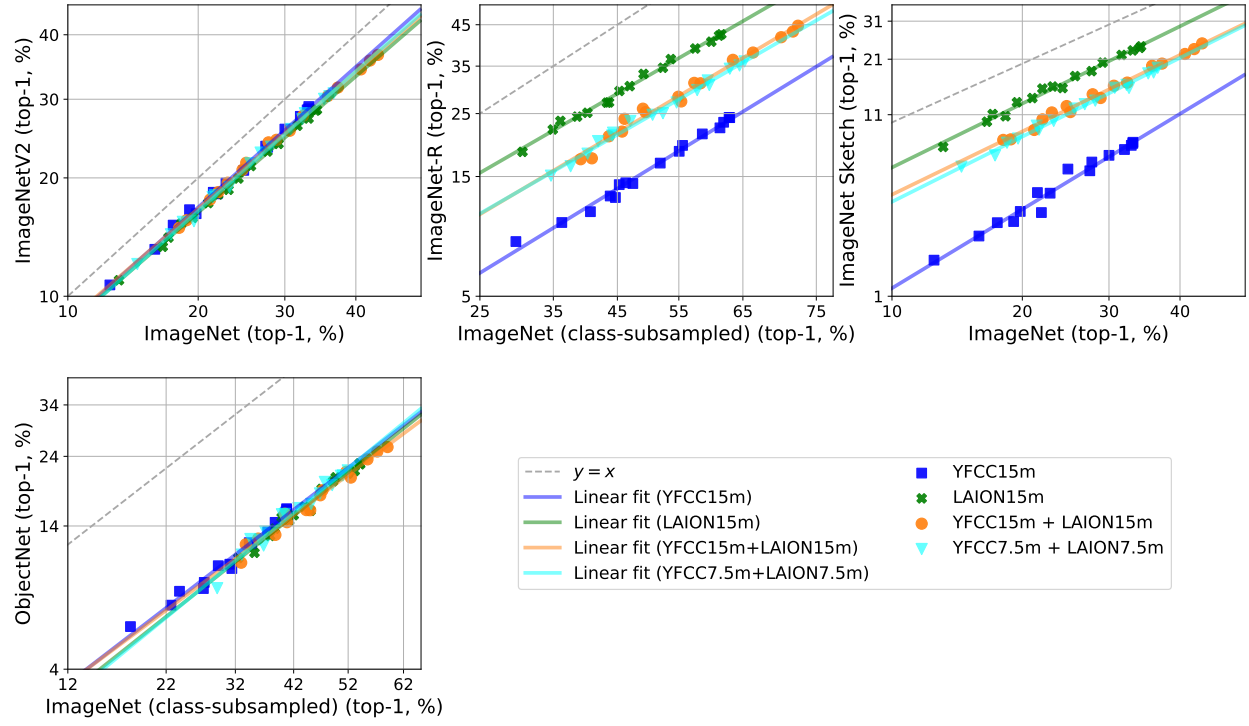 ImageNetV2 (top-1, %)
40
30
20
10
10
20
30
40
ImageNet (top-1, %)
ImageNet-R (top-1, %)
45
35
25
15
5
25
35
45
55
65
75
ImageNet (class-subsampled) (top-1, %)
ImageNet Sketch (top-1, %)
31
21
11
1
10
20
30
40
ImageNet (top-1, %)
ObjectNet (top-1, %)
34
24
14
4
12
22
32
42
52
62
ImageNet (class-subsampled) (top-1, %)
y = x
Linear fit (YFCC15m)
Linear fit (LAION15m)
Linear fit (YFCC15m+LAION15m)
Linear fit (YFCC7.5m+LAION7.5m)
YFCC15m
LAION15m
YFCC15m + LAION15m
YFCC7.5m + LAION7.5m